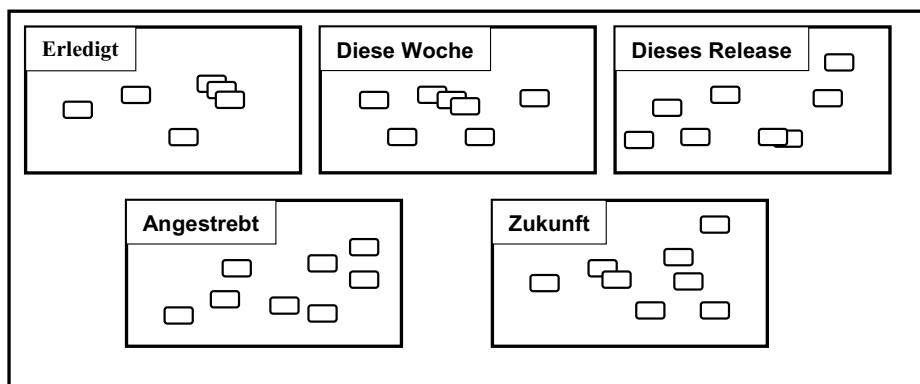 Erledigt
Diese Woche
Dieses Release
Angestrebt
Zukunft